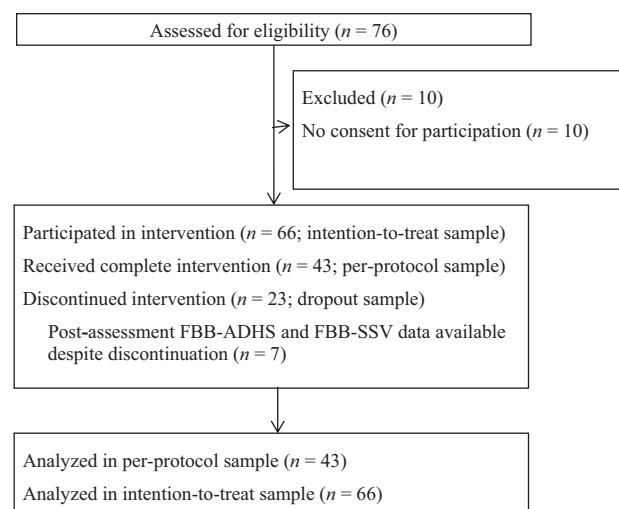 Assessed for eligibility (n = 76)
Excluded (n = 10)
No consent for participation (n = 10)
Participated in intervention (n = 66; intention-to-treat sample)
Received complete intervention (n = 43; per-protocol sample)
Discontinued intervention (n = 23; dropout sample)
Post-assessment FBB-ADHS and FBB-SSV data available
despite discontinuation (n = 7)
Analyzed in per-protocol sample (n = 43)
Analyzed in intention-to-treat sample (n = 66)